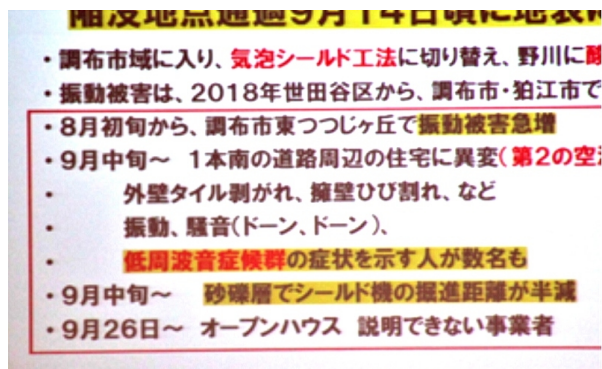 陥没地点通過9月14日頃に地表に
・調布市域に入り、気泡シールド工法に切り替え、野川に酸
・振動被害は、2018年世田谷区から、調布市・狛江市で
・8月初旬から、調布市東つつじヶ丘で振動被害急増
・9月中旬~ 1本南の道路周辺の住宅に異変(第2の空
・ 外壁タイル剥がれ、擁壁ひび割れ、など
・ 振動、騒音(ドーン、ドーン)、
・ 低周波音症候群の症状を示す人が数名も
・9月中旬~ 砂礫層でシールド機の掘進距離が半減
・9月26日~ オープンハウス 説明できない事業者